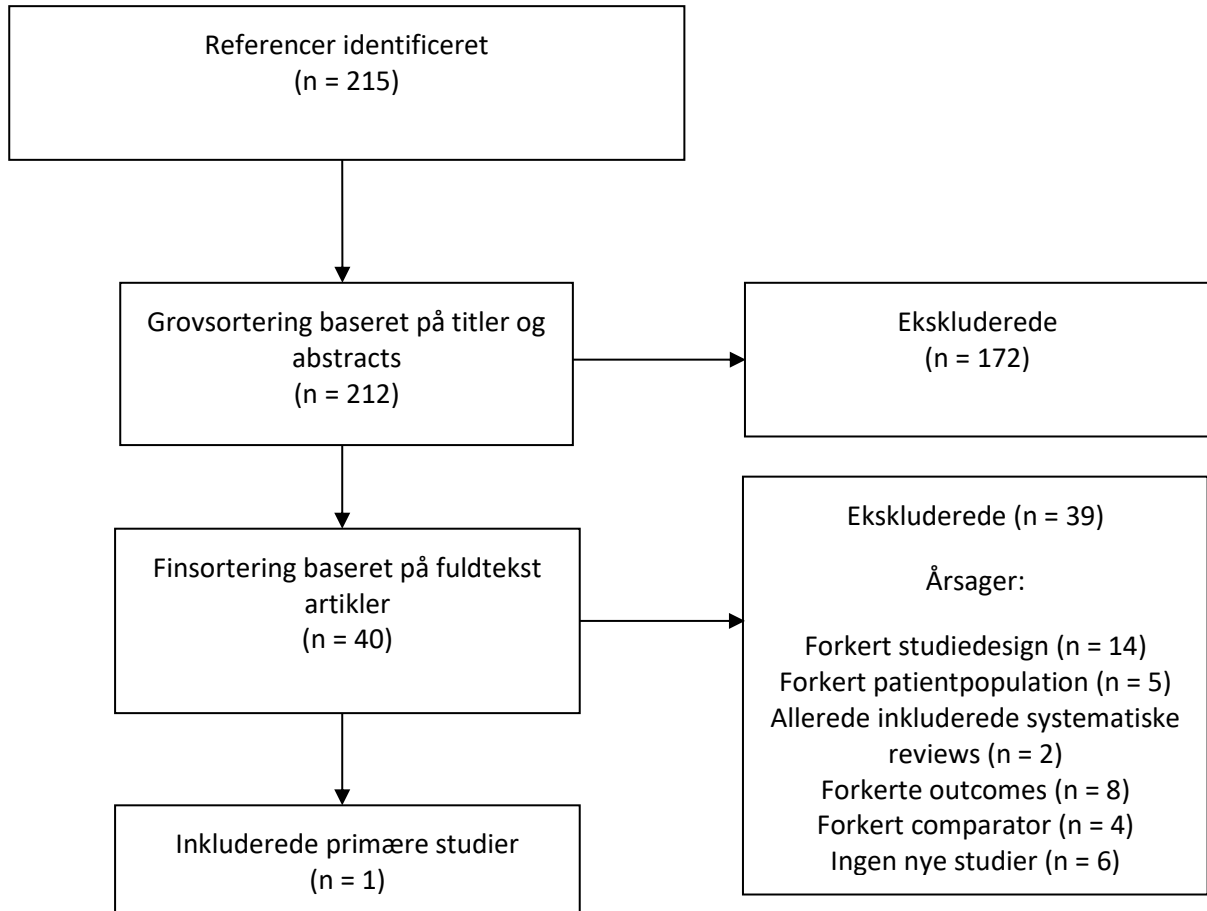 Referencer identificeret
(n = 215)
Grovsortering baseret på titler og
abstracts
(n = 212)
Ekskluderede
(n = 172)
Finsortering baseret på fuldtekst
artikler
(n = 40)
Ekskluderede (n = 39)
Årsager:
Forkert studiedesign (n = 14)
Forkert patientpopulation (n = 5)
Allerede inkluderede systematiske
reviews (n = 2)
Forkerte outcomes (n = 8)
Forkert comparator (n = 4)
Ingen nye studier (n = 6)
Inkluderede primære studier
(n = 1)